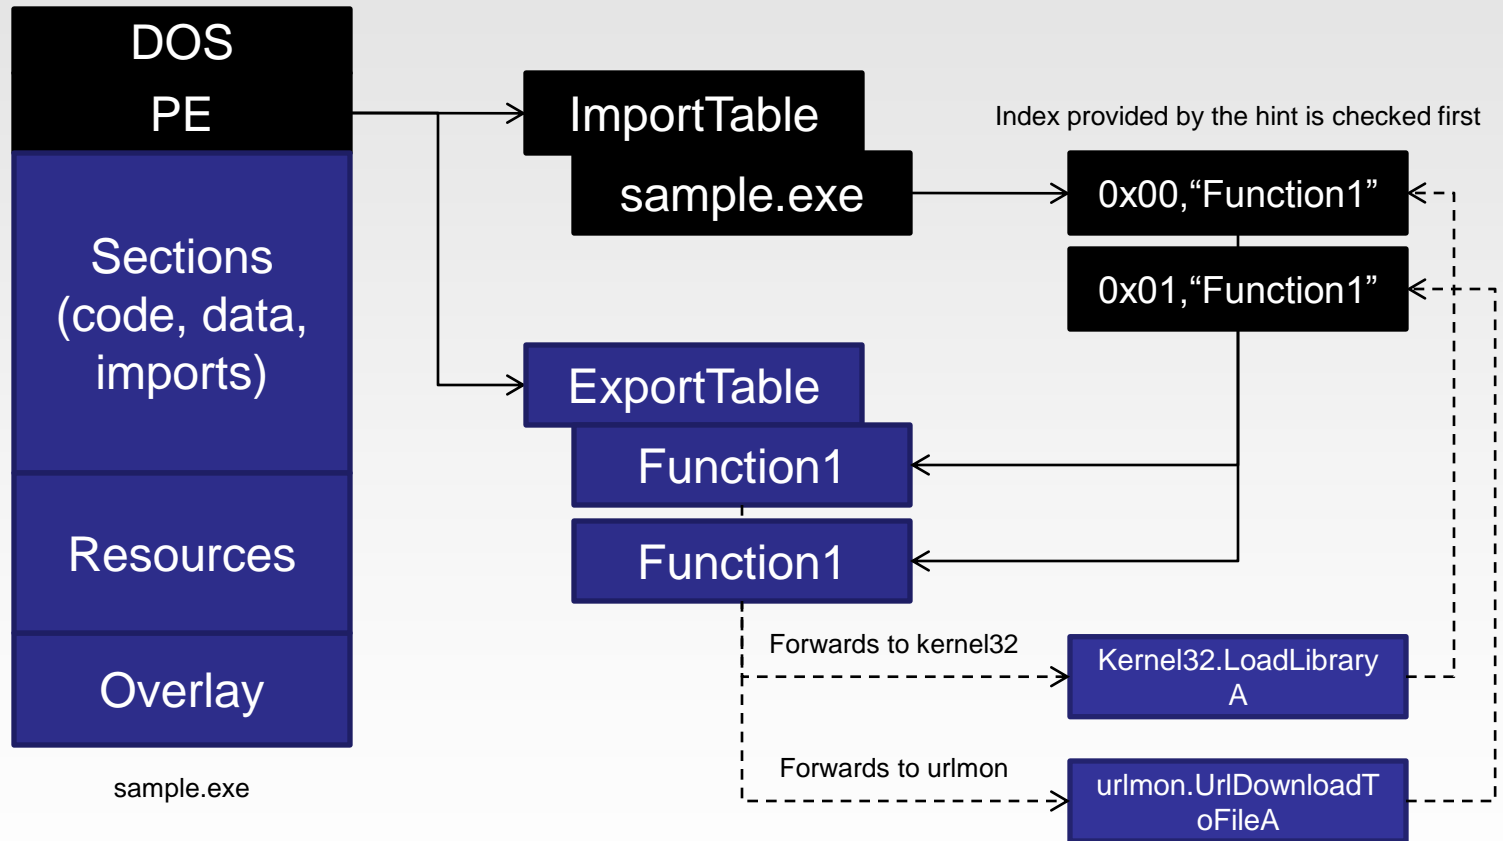 DOS
PE
Sections
(code, data,
imports)
Resources
Overlay
sample.exe
ImportTable
sample.exe
Index provided by the hint is checked first
0x00,“Function1”
0x01,“Function1”
ExportTable
Function1
Function1
Forwards to kernel32
Kernel32.LoadLibrary
A
Forwards to urlmon
urlmon.UrlDownloadT
oFileA